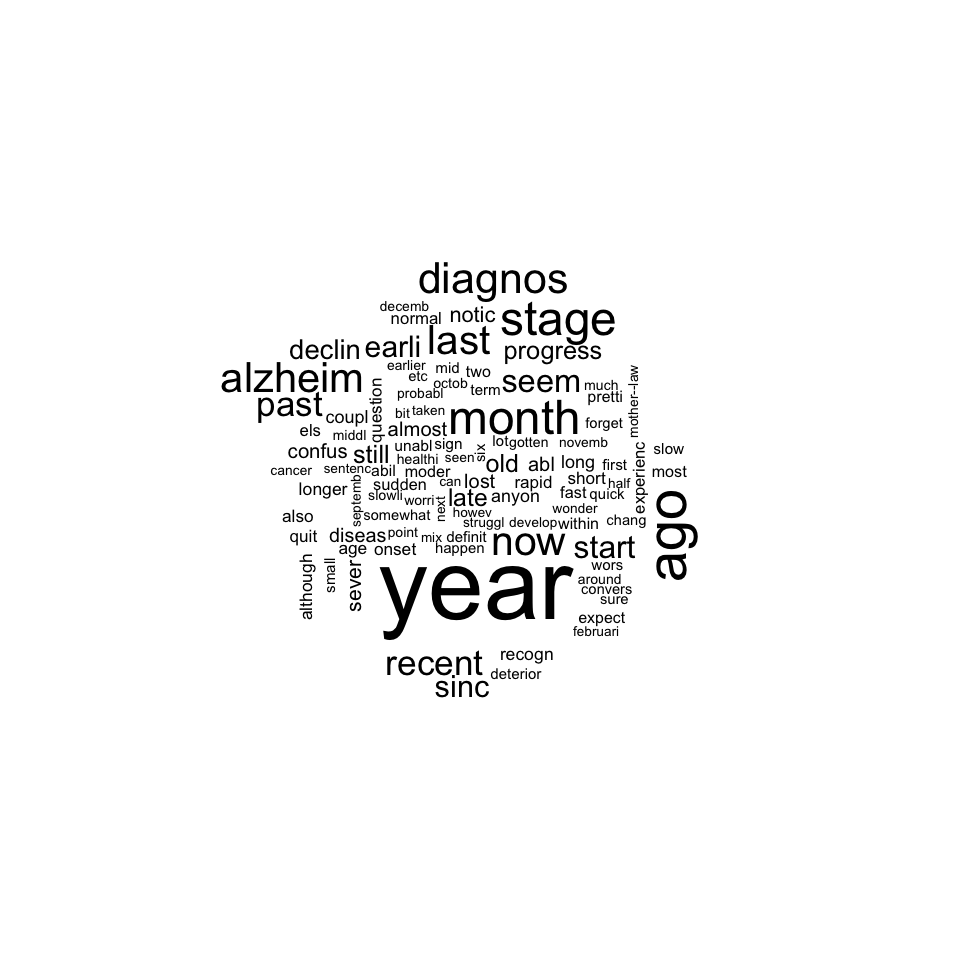 diagnos
decemb
normal
notic
stage
last
earli
declin
progress
alzheim
earlier
etc
mid
two
octob
term
seem
much
pretti
mother--law
past
coupl
question
probabl
bit
taken
month
almost
forget
els
middl
confus
still
unabl
sign
healthi
seen
six
lot
gotten
novemb
slow
cancer
sentenc
abil
moder
old
abl
long
first
most
experienc
longer
septemb
sudden
slowli
worri
can
lost
rapid
short
half
late
anyon
fast
quick
next
wonder
also
somewhat
howev
struggl
develop
within
chang
ago
quit
diseas
point
mix
definit
age
onset
happen
now
start
although
small
sever
year
wors
around
convers
sure
expect
februari
recent
recogn
sinc
deterior